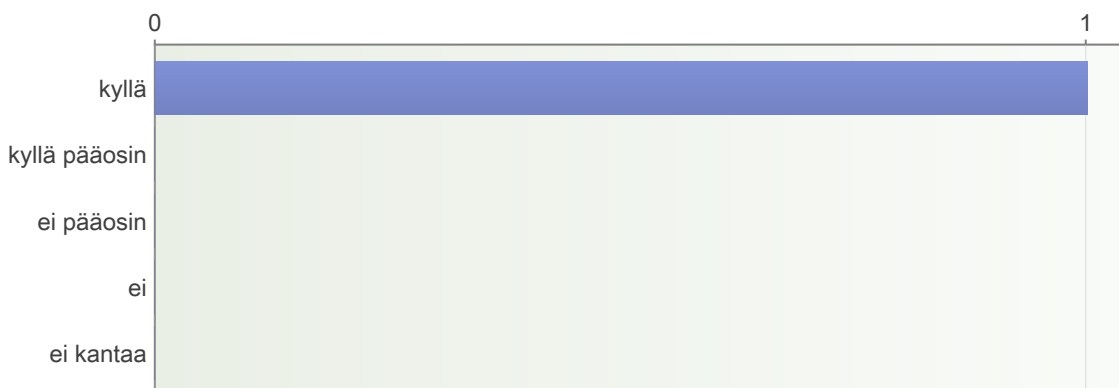 0 1
kyllä
kyllä pääosin
ei pääosin
ei
ei kantaa